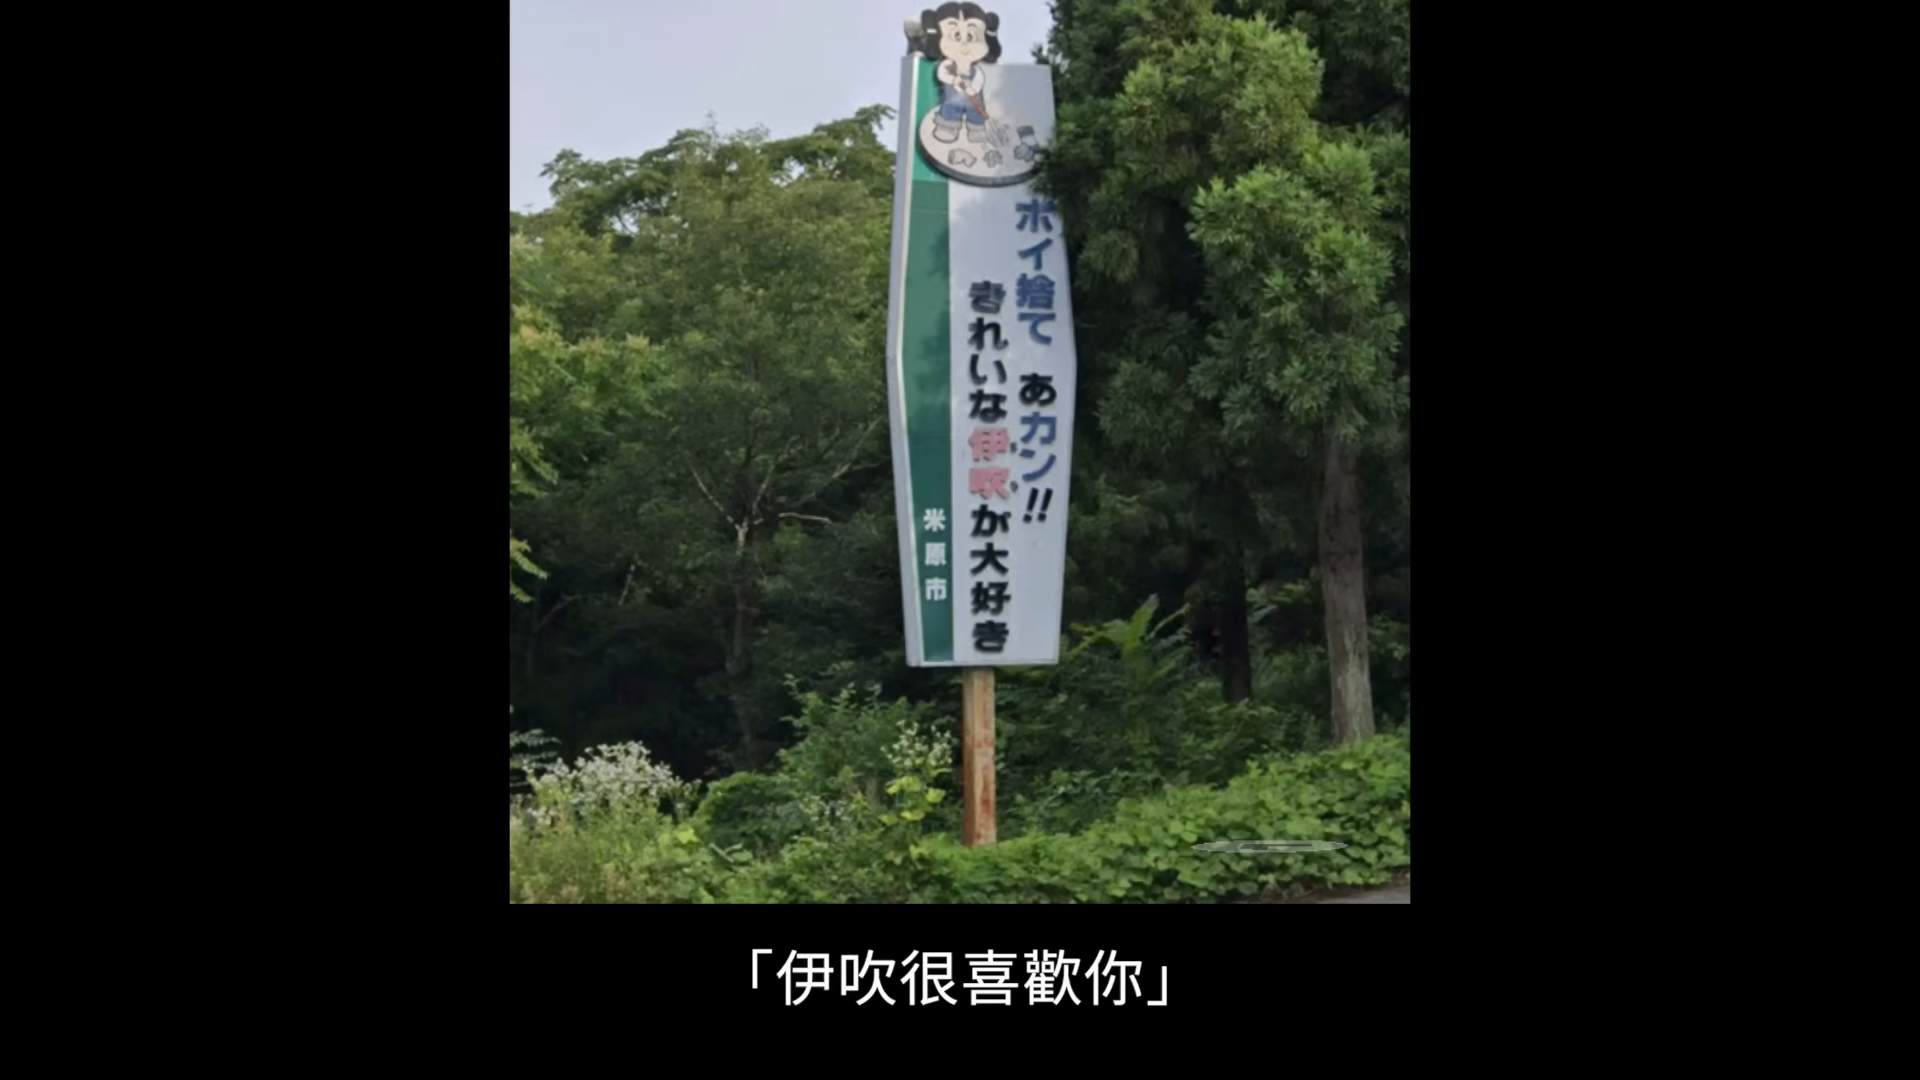 ポイ捨て あカン!!
きれいな伊吹が大好き
米原市
「伊吹很喜歡你」